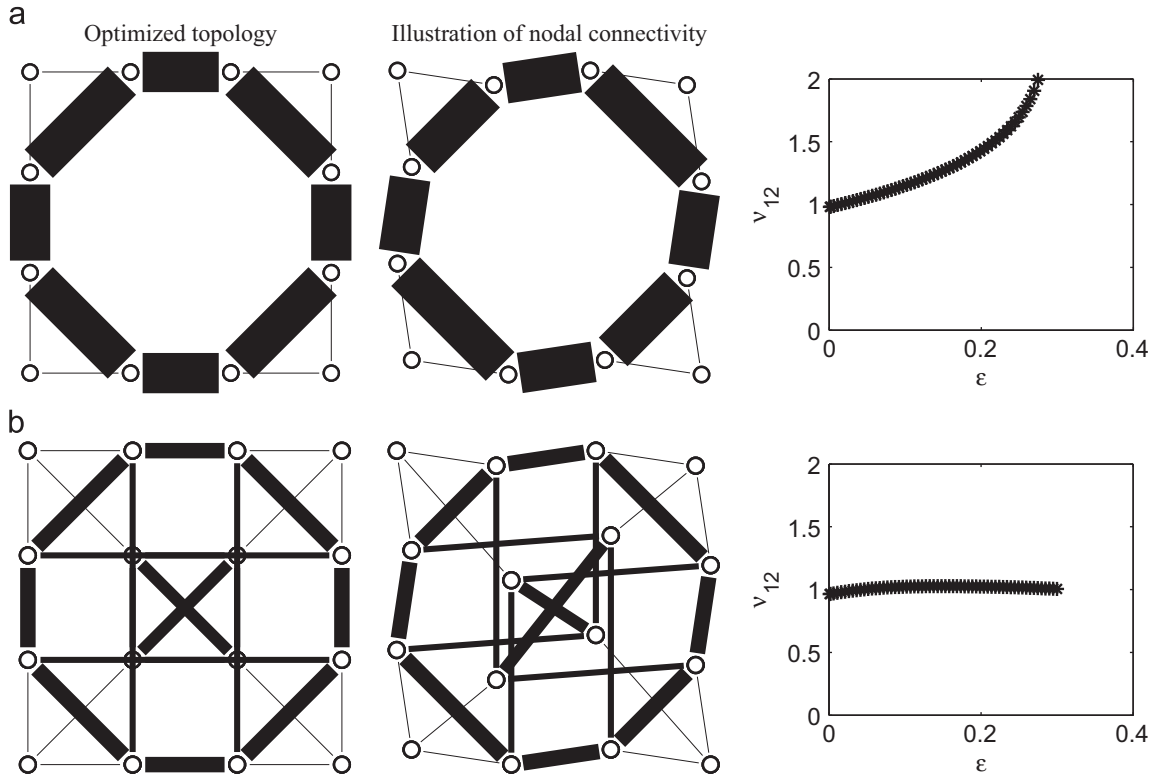 a
Optimized topology
Illustration of nodal connectivity
2
1.5
1
0.5
0
ν12
0
0.2
0.4
ε
b
2
1.5
1
0.5
0
ν12
0
0.2
0.4
ε